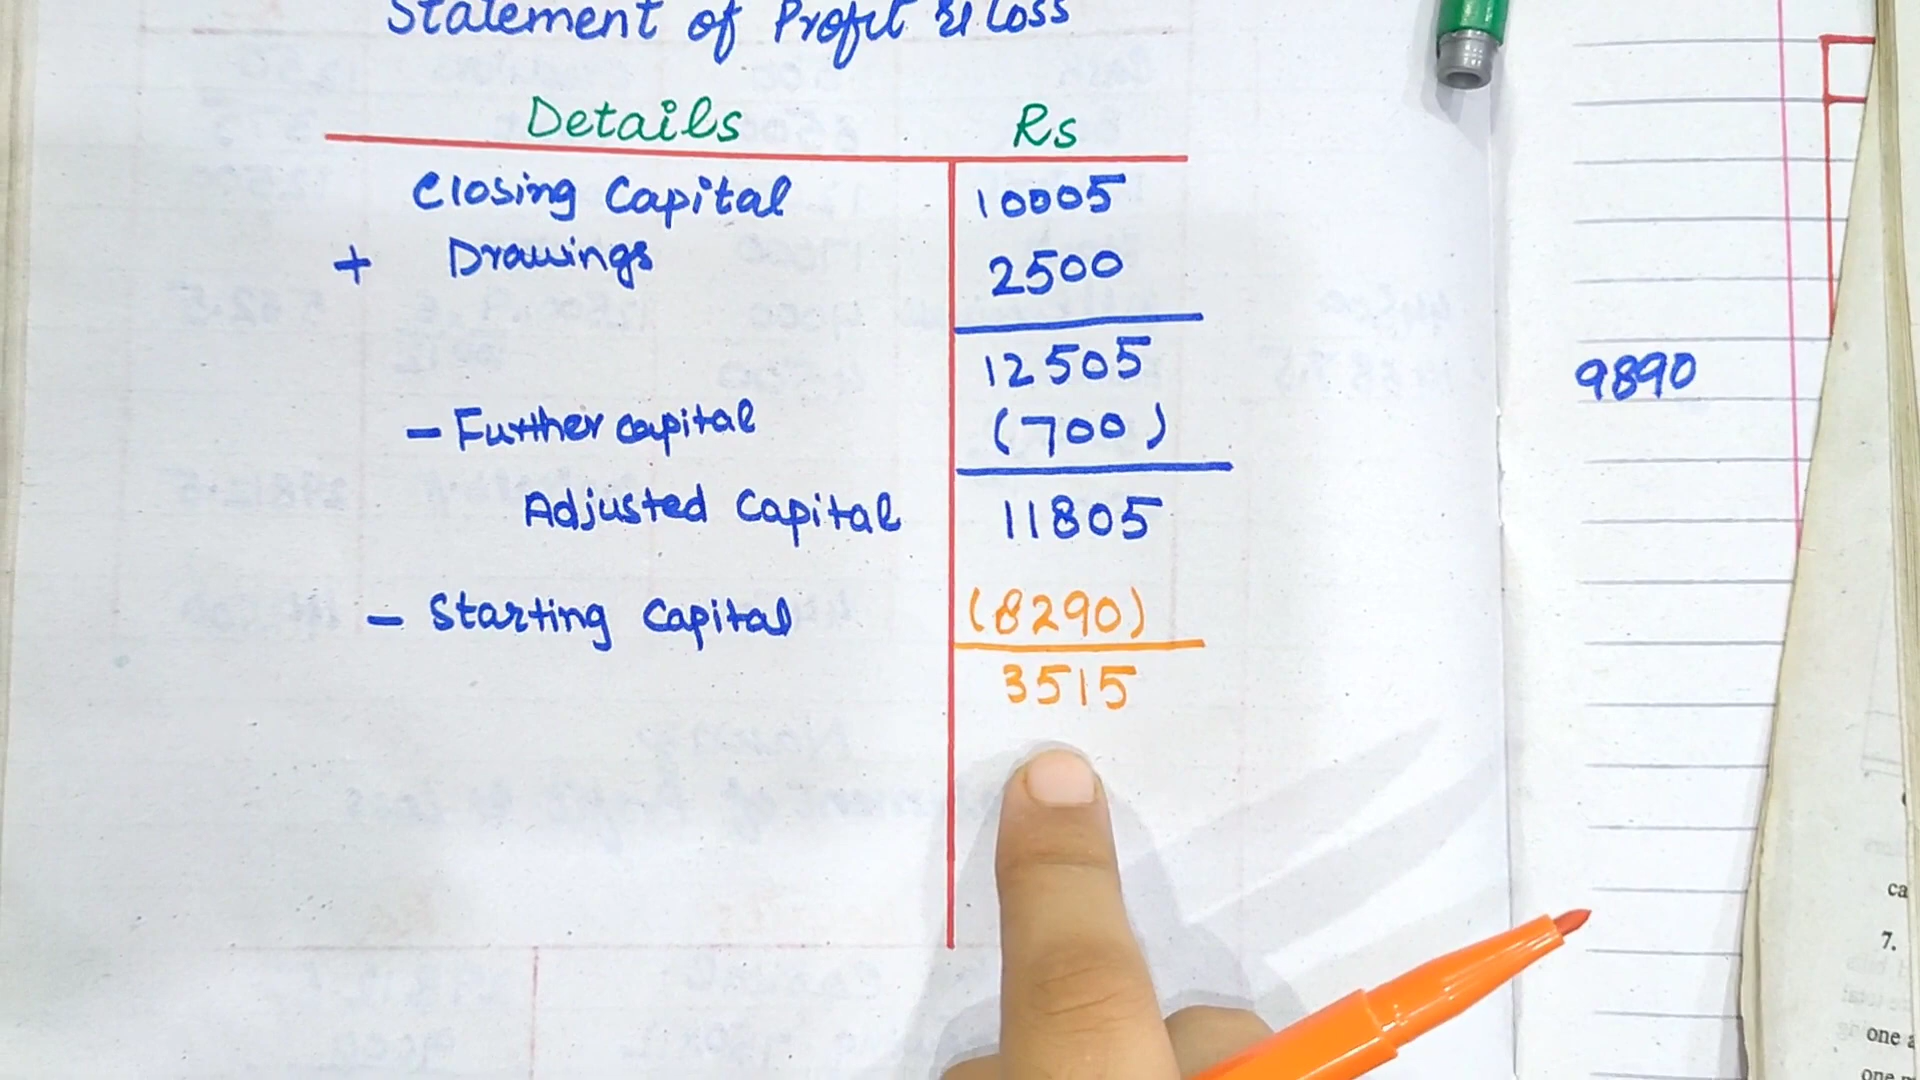 Statement of Profit & Loss
Details Rs
Closing Capital 10005
+ Drawings 2500
12505
- Further capital (700)
Adjusted Capital 11805
- Starting Capital (8290)
3515
9890
ca
7.
one a